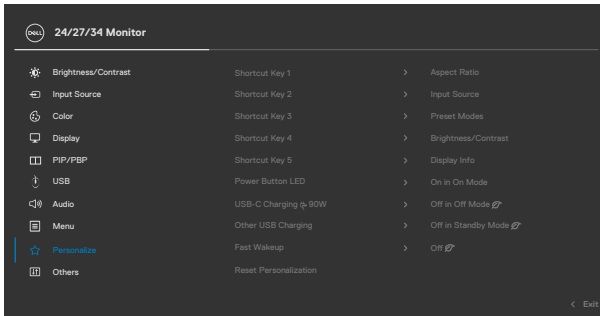 DELL 24/27/34 Monitor
Brightness/Contrast Shortcut Key 1 > Aspect Ratio
Input Source Shortcut Key 2 > Input Source
Color Shortcut Key 3 > Preset Modes
Display Shortcut Key 4 > Brightness/Contrast
PIP/PBP Shortcut Key 5 > Display Info
USB Power Button LED > On in On Mode
Audio USB-C Charging 90W > Off in Off Mode
Menu Other USB Charging > Off in Standby Mode
Personalize Fast Wakeup > Off
Others Reset Personalization
< Exit